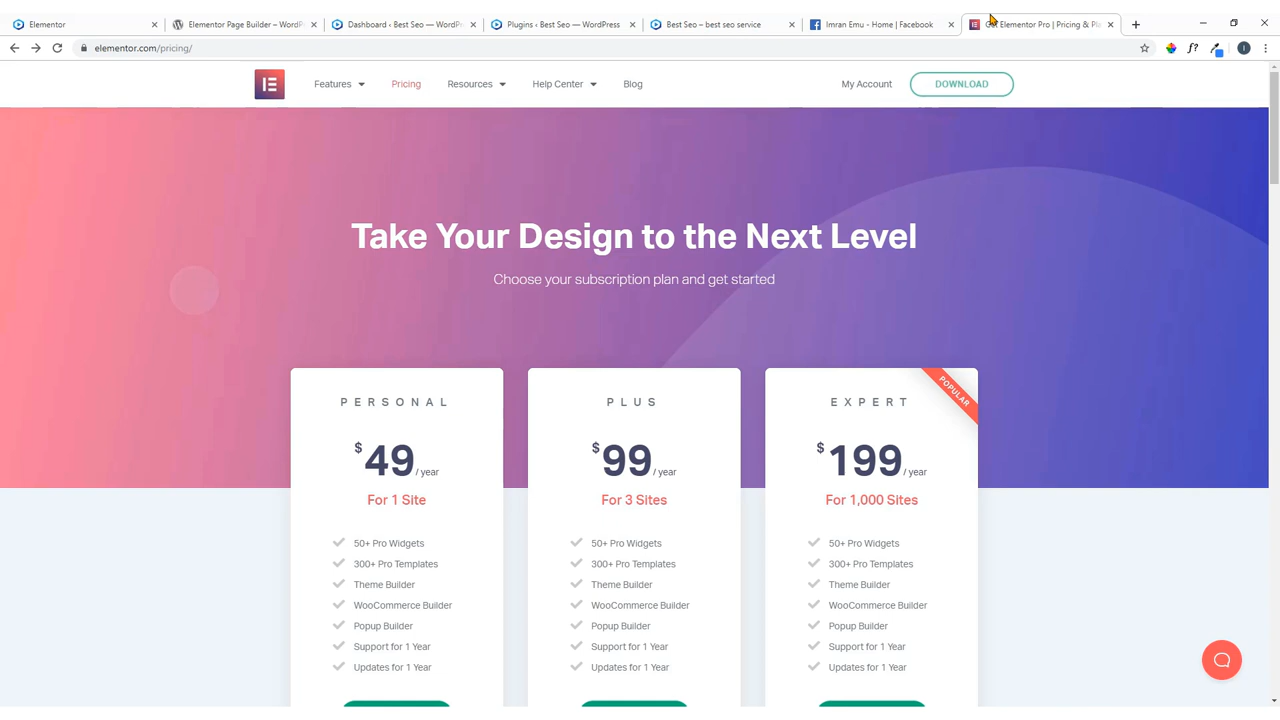 Elementor
Elementor Page Builder – WordPr
Dashboard ‹ Best Seo — WordPr
Plugins ‹ Best Seo — WordPress
Best Seo – best seo service
Imran Emu - Home | Facebook
Get Elementor Pro | Pricing & Pla
elementor.com/pricing/
Features
Pricing
Resources
Help Center
Blog
My Account
DOWNLOAD
Take Your Design to the Next Level
Choose your subscription plan and get started
PERSONAL
$49/ year
For 1 Site
50+ Pro Widgets
300+ Pro Templates
Theme Builder
WooCommerce Builder
Popup Builder
Support for 1 Year
Updates for 1 Year
PLUS
$99/ year
For 3 Sites
50+ Pro Widgets
300+ Pro Templates
Theme Builder
WooCommerce Builder
Popup Builder
Support for 1 Year
Updates for 1 Year
POPULAR
EXPERT
$199/ year
For 1,000 Sites
50+ Pro Widgets
300+ Pro Templates
Theme Builder
WooCommerce Builder
Popup Builder
Support for 1 Year
Updates for 1 Year